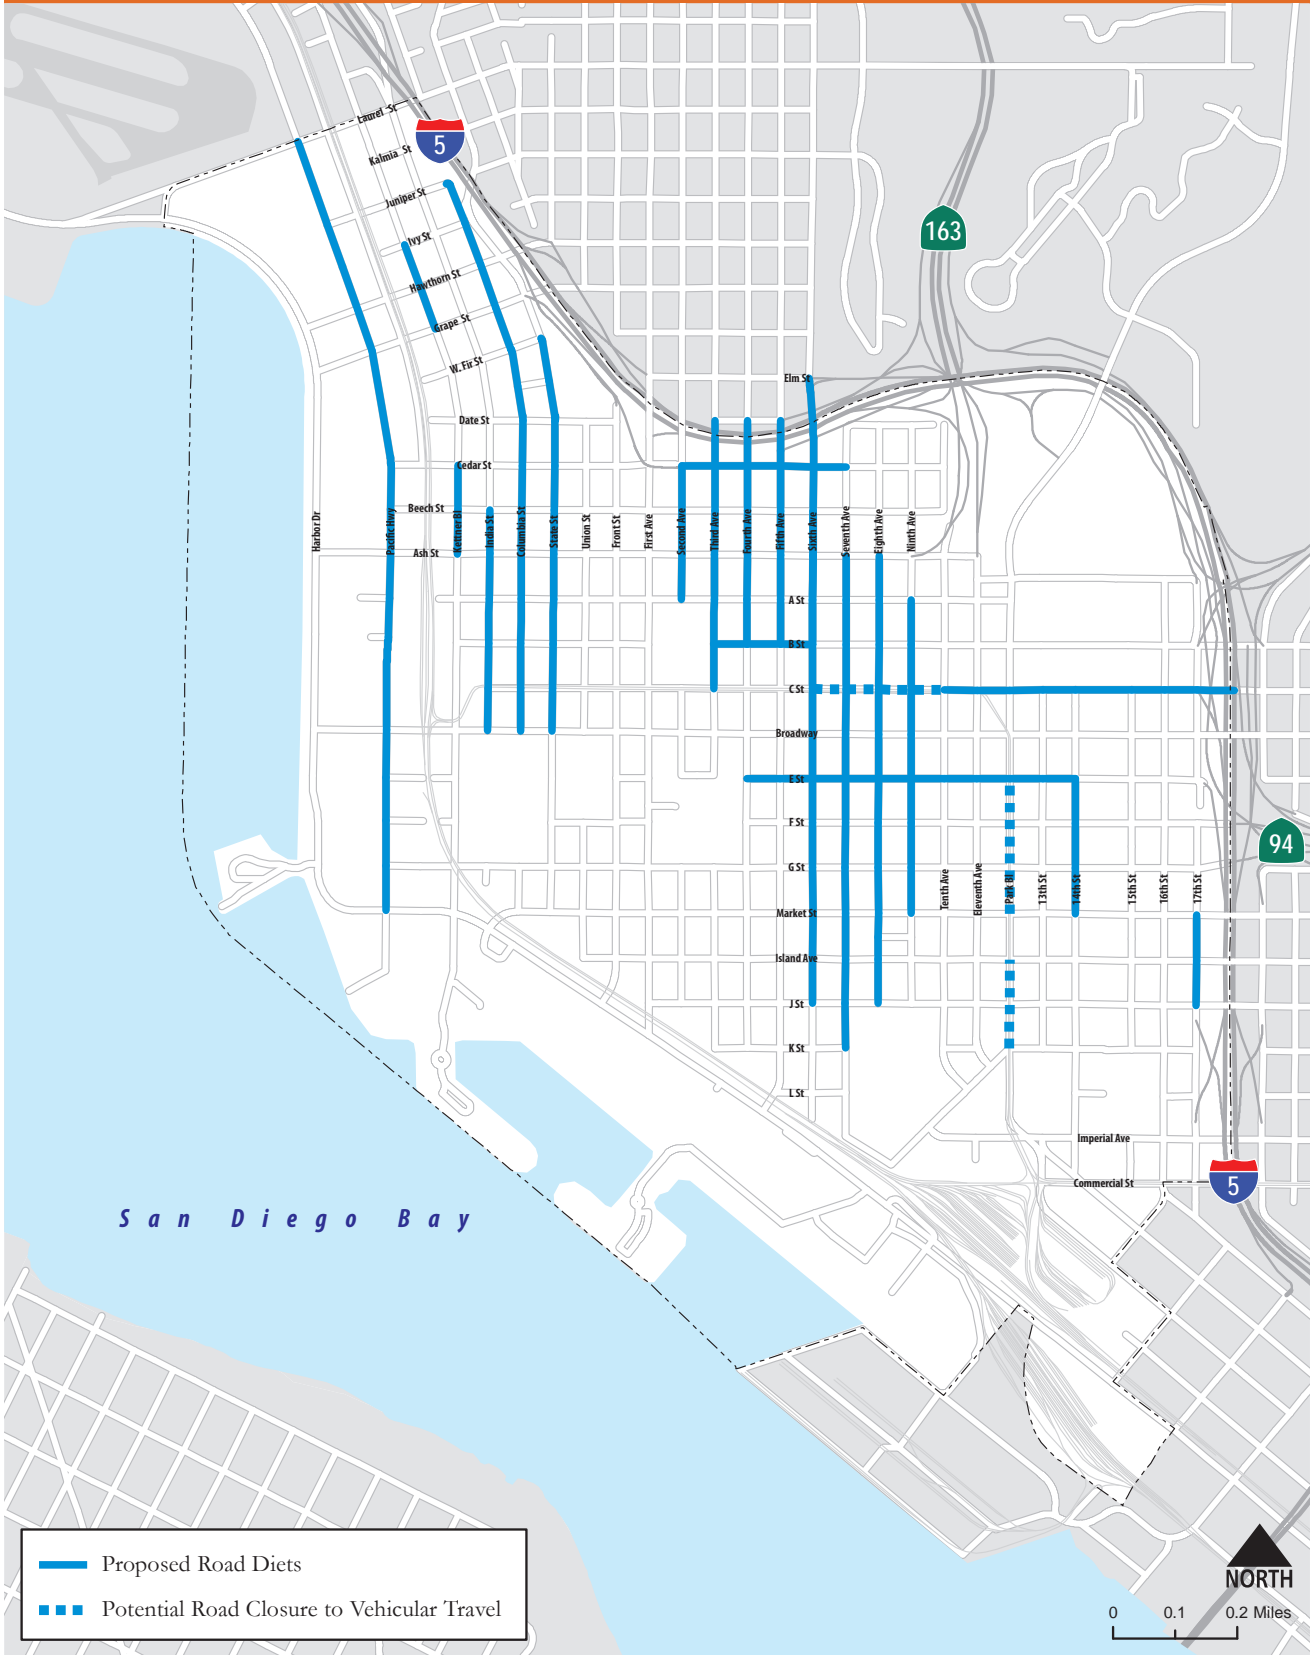 Laurel St
5
Kalmia St
Juniper St
163
Ivy St
Hawthorn St
Grape St
W. Fir St
Elm St
Date St
Cedar St
Beech St
Ash St
Harbor Dr
Pacific Hwy
Kettner Bl
India St
Columbia St
State St
Union St
Front St
First Ave
Second Ave
Third Ave
Fourth Ave
Fifth Ave
Sixth Ave
Seventh Ave
Eighth Ave
Ninth Ave
A St
B St
C St
Broadway
E St
F St
94
G St
Tenth Ave
Eleventh Ave
Park Bl
13th St
14th St
15th St
16th St
17th St
Market St
Island Ave
J St
K St
L St
Imperial Ave
Commercial St
5
San Diego Bay
Proposed Road Diets
Potential Road Closure to Vehicular Travel
NORTH
0 0.1 0.2 Miles